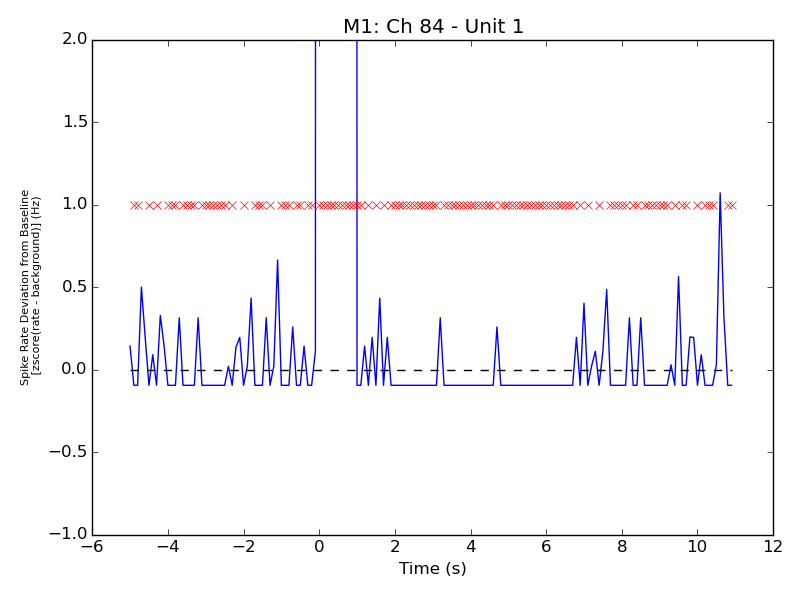 M1: Ch 84 - Unit 1
2.0
1.5
1.0
0.5
0.0
−0.5
−1.0
Spike Rate Deviation from Baseline
[zscore(rate - background)] (Hz)
−6 −4 −2 0 2 4 6 8 10 12
Time (s)